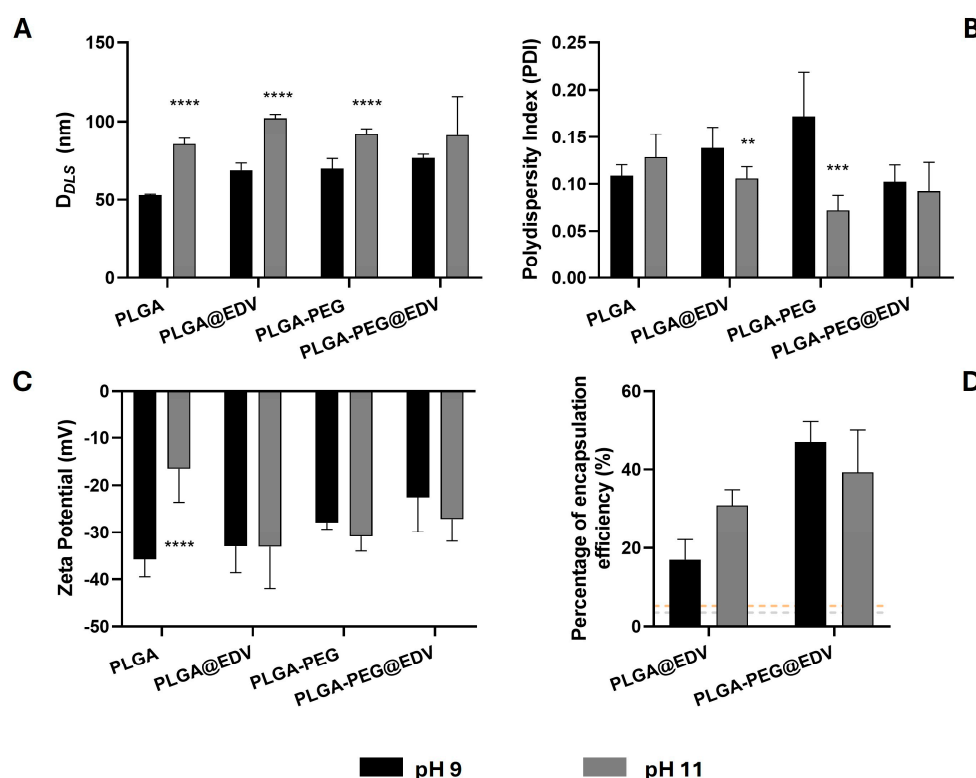 A
D_DLS (nm)
150
100
50
0
****
****
****
PLGA
PLGA@EDV
PLGA-PEG
PLGA-PEG@EDV
B
Polydispersity Index (PDI)
0.25
0.20
0.15
0.10
0.05
0.00
**
***
PLGA
PLGA@EDV
PLGA-PEG
PLGA-PEG@EDV
C
Zeta Potential (mV)
0
-10
-20
-30
-40
-50
****
PLGA
PLGA@EDV
PLGA-PEG
PLGA-PEG@EDV
D
Percentage of encapsulation
efficiency (%)
60
40
20
0
PLGA@EDV
PLGA-PEG@EDV
pH 9
pH 11